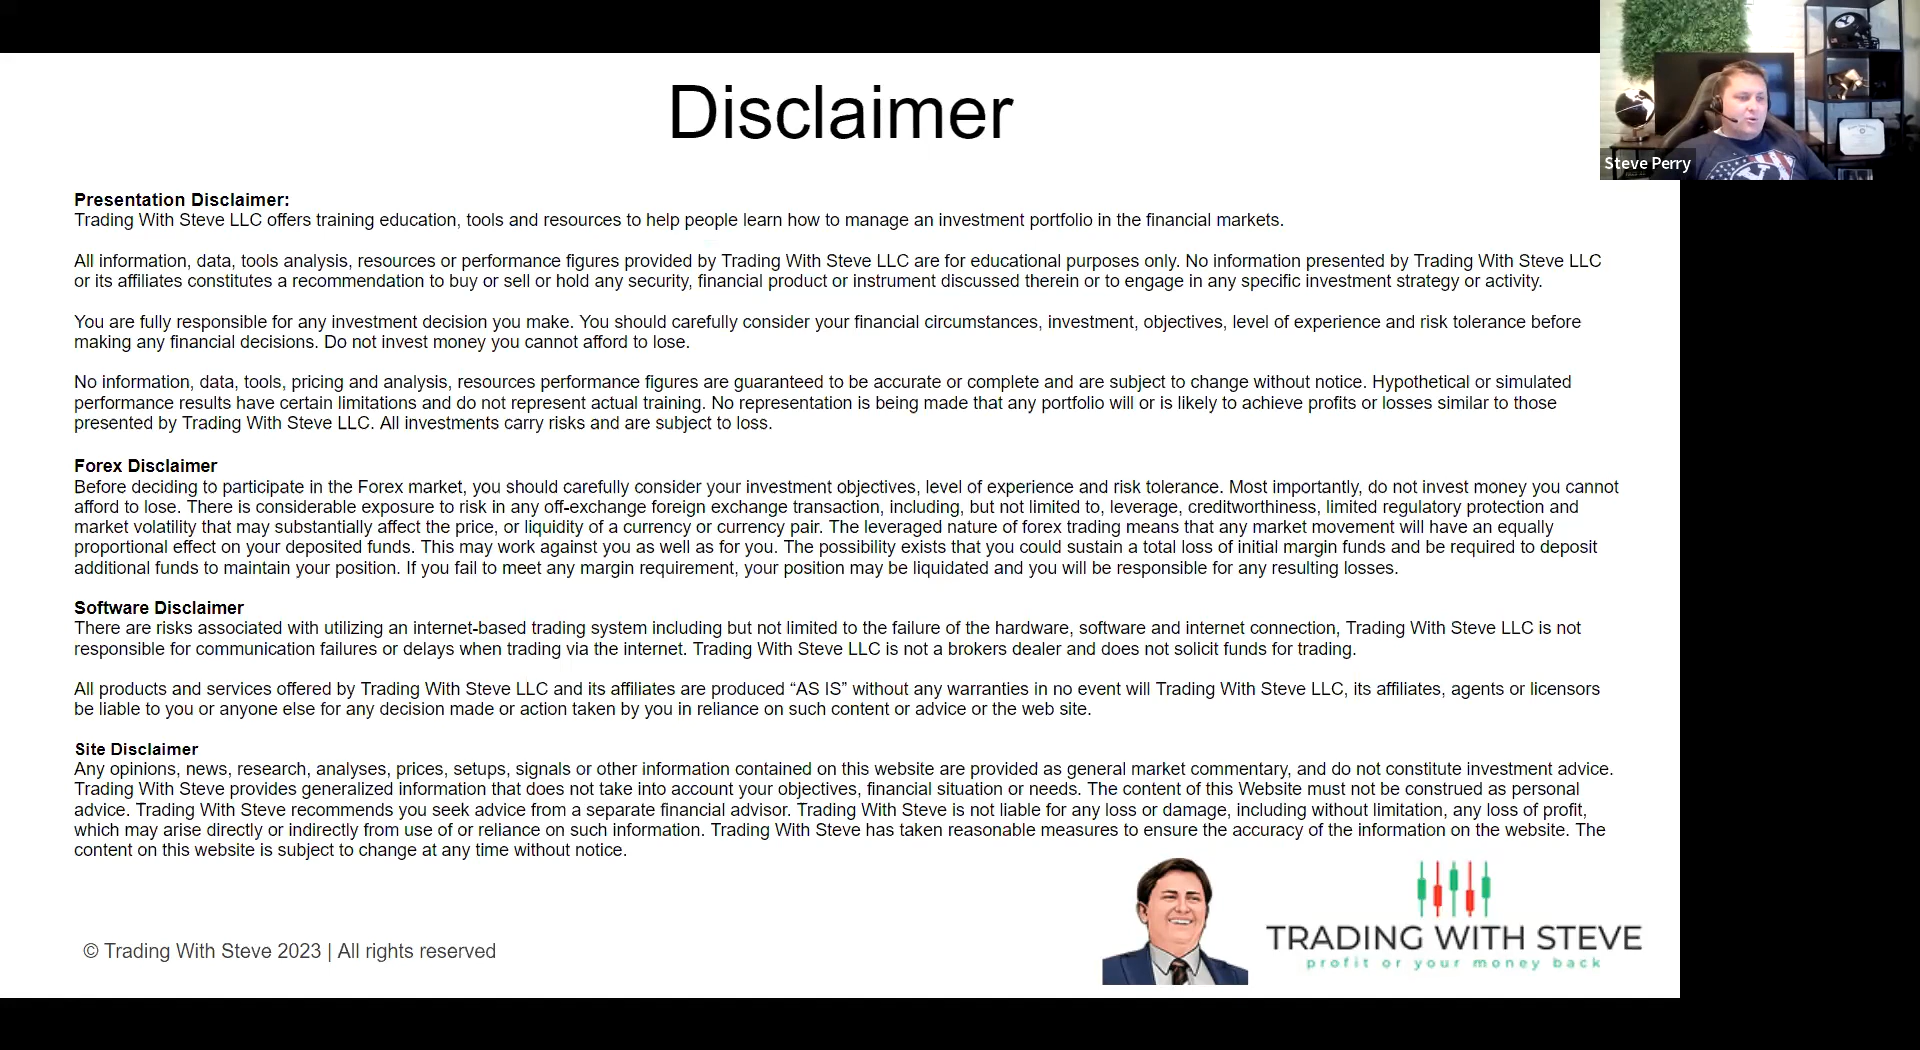 Disclaimer
Steve Perry
Presentation Disclaimer:
Trading With Steve LLC offers training education, tools and resources to help people learn how to manage an investment portfolio in the financial markets.
All information, data, tools analysis, resources or performance figures provided by Trading With Steve LLC are for educational purposes only. No information presented by Trading With Steve LLC
or its affiliates constitutes a recommendation to buy or sell or hold any security, financial product or instrument discussed therein or to engage in any specific investment strategy or activity.
You are fully responsible for any investment decision you make. You should carefully consider your financial circumstances, investment, objectives, level of experience and risk tolerance before
making any financial decisions. Do not invest money you cannot afford to lose.
No information, data, tools, pricing and analysis, resources performance figures are guaranteed to be accurate or complete and are subject to change without notice. Hypothetical or simulated
performance results have certain limitations and do not represent actual training. No representation is being made that any portfolio will or is likely to achieve profits or losses similar to those
presented by Trading With Steve LLC. All investments carry risks and are subject to loss.
Forex Disclaimer
Before deciding to participate in the Forex market, you should carefully consider your investment objectives, level of experience and risk tolerance. Most importantly, do not invest money you cannot
afford to lose. There is considerable exposure to risk in any off-exchange foreign exchange transaction, including, but not limited to, leverage, creditworthiness, limited regulatory protection and
market volatility that may substantially affect the price, or liquidity of a currency or currency pair. The leveraged nature of forex trading means that any market movement will have an equally
proportional effect on your deposited funds. This may work against you as well as for you. The possibility exists that you could sustain a total loss of initial margin funds and be required to deposit
additional funds to maintain your position. If you fail to meet any margin requirement, your position may be liquidated and you will be responsible for any resulting losses.
Software Disclaimer
There are risks associated with utilizing an internet-based trading system including but not limited to the failure of the hardware, software and internet connection, Trading With Steve LLC is not
responsible for communication failures or delays when trading via the internet. Trading With Steve LLC is not a brokers dealer and does not solicit funds for trading.
All products and services offered by Trading With Steve LLC and its affiliates are produced “AS IS” without any warranties in no event will Trading With Steve LLC, its affiliates, agents or licensors
be liable to you or anyone else for any decision made or action taken by you in reliance on such content or advice or the web site.
Site Disclaimer
Any opinions, news, research, analyses, prices, setups, signals or other information contained on this website are provided as general market commentary, and do not constitute investment advice.
Trading With Steve provides generalized information that does not take into account your objectives, financial situation or needs. The content of this Website must not be construed as personal
advice. Trading With Steve recommends you seek advice from a separate financial advisor. Trading With Steve is not liable for any loss or damage, including without limitation, any loss of profit,
which may arise directly or indirectly from use of or reliance on such information. Trading With Steve has taken reasonable measures to ensure the accuracy of the information on the website. The
content on this website is subject to change at any time without notice.
TRADING WITH STEVE
profit or your money back
© Trading With Steve 2023 | All rights reserved